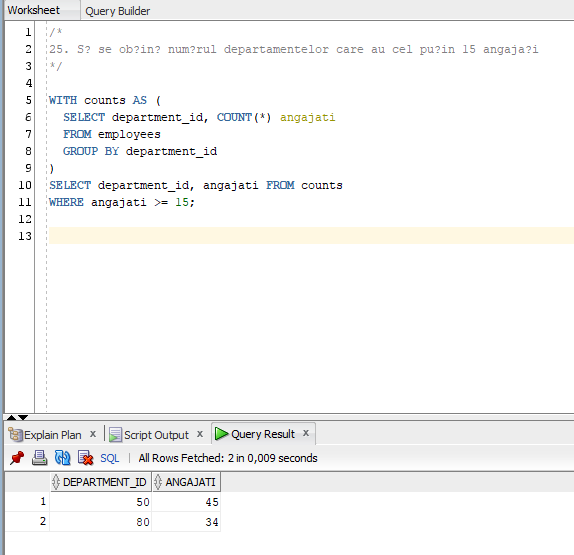 Worksheet Query Builder
1 /*
2 25. S? se ob?in? num?rul departamentelor care au cel pu?in 15 angaja?i
3 */
4
5 WITH counts AS (
6 SELECT department_id, COUNT(*) angajati
7 FROM employees
8 GROUP BY department_id
9 )
10 SELECT department_id, angajati FROM counts
11 WHERE angajati >= 15;
12
13
Explain Plan x Script Output x Query Result x
SQL All Rows Fetched: 2 in 0,009 seconds
DEPARTMENT_ID ANGAJATI
1 50 45
2 80 34